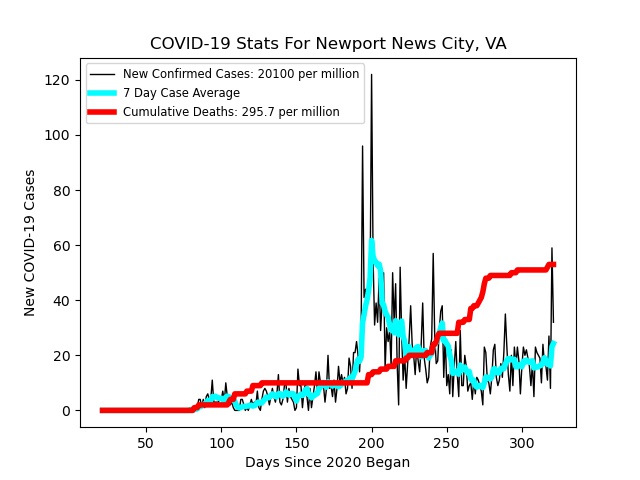 COVID-19 Stats For Newport News City, VA
New Confirmed Cases: 20100 per million
7 Day Case Average
Cumulative Deaths: 295.7 per million
New COVID-19 Cases
120
100
80
60
40
20
0
50 100 150 200 250 300
Days Since 2020 Began